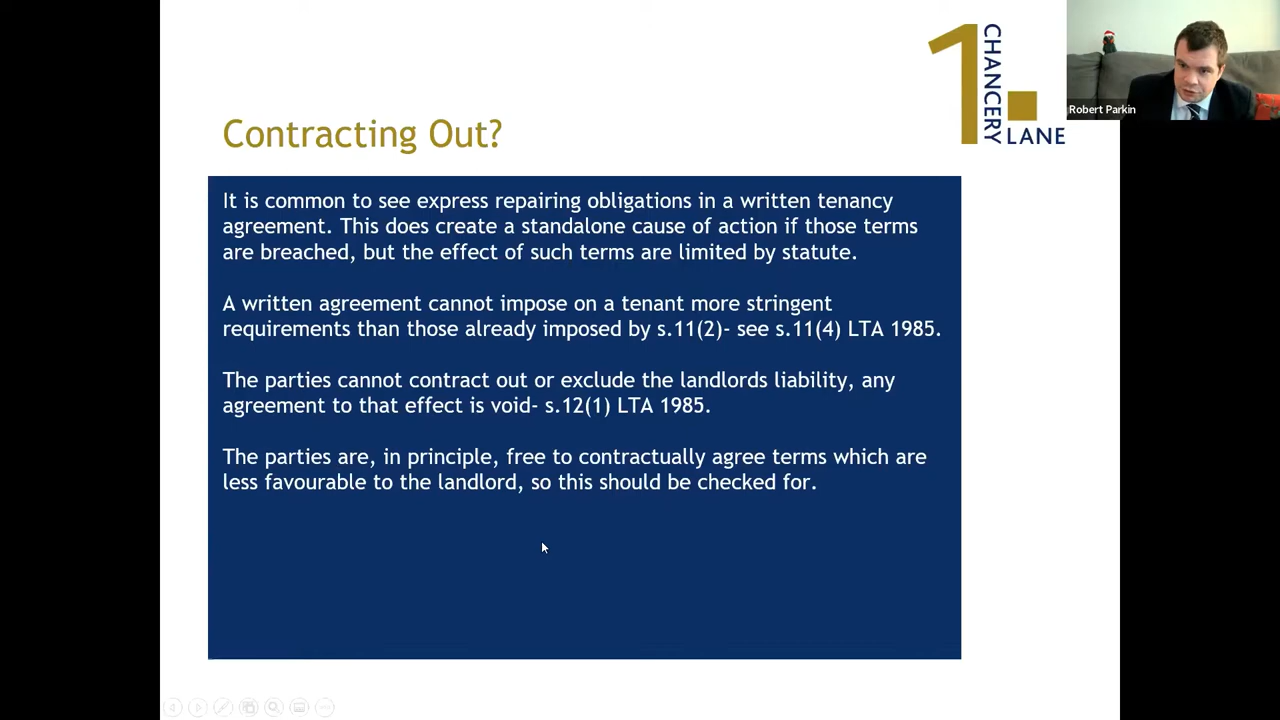 1 CHANCERY LANE
Robert Parkin
Contracting Out?
It is common to see express repairing obligations in a written tenancy
agreement. This does create a standalone cause of action if those terms
are breached, but the effect of such terms are limited by statute.
A written agreement cannot impose on a tenant more stringent
requirements than those already imposed by s.11(2)- see s.11(4) LTA 1985.
The parties cannot contract out or exclude the landlords liability, any
agreement to that effect is void- s.12(1) LTA 1985.
The parties are, in principle, free to contractually agree terms which are
less favourable to the landlord, so this should be checked for.